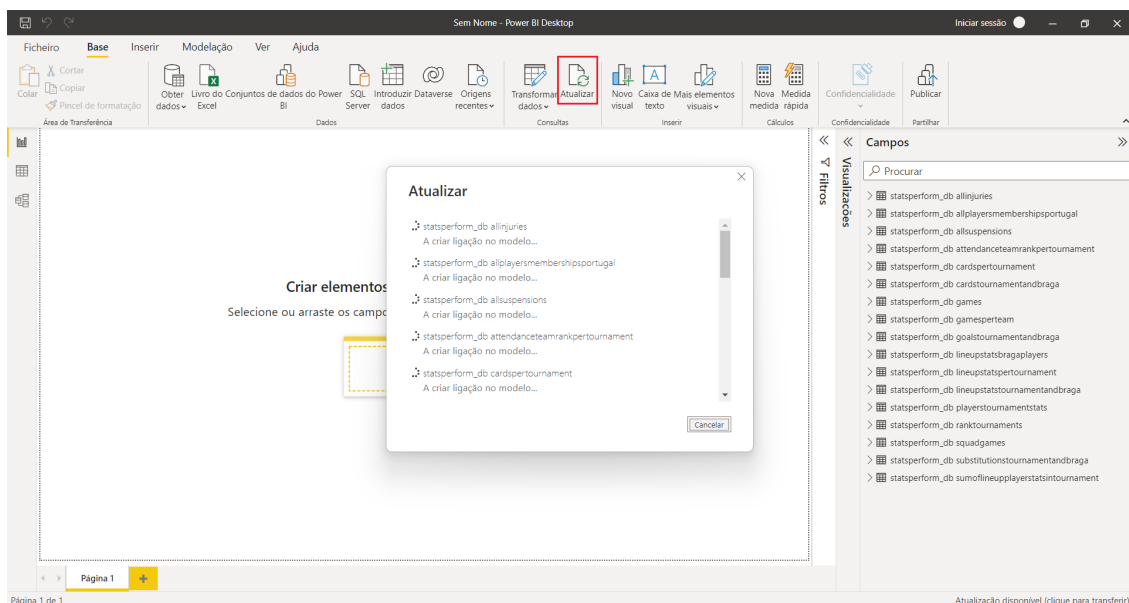 Sem Nome - Power BI Desktop
Iniciar sessão
Ficheiro Base Inserir Modelação Ver Ajuda
Colar
Cortar
Copiar
Pincel de formatação
Área de Transferência
Obter dados
Livro do Excel
Conjuntos de dados do Power BI
SQL Server
Introduzir dados
Dataverse
Origens recentes
Dados
Transformar dados
Atualizar
Consultas
Novo visual
Caixa de texto
Mais elementos visuais
Inserir
Nova medida
Medida rápida
Cálculos
Confidencialidade
Confidencialidade
Publicar
Partilhar
Criar elementos
Selecione ou arraste os campo
Atualizar
statsperform_db allinjuries
A criar ligação no modelo...
statsperform_db allplayersmembershipsportugal
A criar ligação no modelo...
statsperform_db allsuspensions
A criar ligação no modelo...
statsperform_db attendanceteamrankpertournament
A criar ligação no modelo...
statsperform_db cardspertournament
A criar ligação no modelo...
Cancelar
Filtros
Visualizações
Campos
Procurar
statsperform_db allinjuries
statsperform_db allplayersmembershipsportugal
statsperform_db allsuspensions
statsperform_db attendanceteamrankpertournament
statsperform_db cardspertournament
statsperform_db cardstournamentandbraga
statsperform_db games
statsperform_db gamesperteam
statsperform_db goalstournamentandbraga
statsperform_db lineupstatsbragaplayers
statsperform_db lineupstatspertournament
statsperform_db lineupstatstournamentandbraga
statsperform_db playerstournamentstats
statsperform_db ranktournaments
statsperform_db squadgames
statsperform_db substitutionstournamentandbraga
statsperform_db sumoflineupplayerstatsintournament
Página 1
Página 1 de 1
Atualização disponível (clique para transferir)